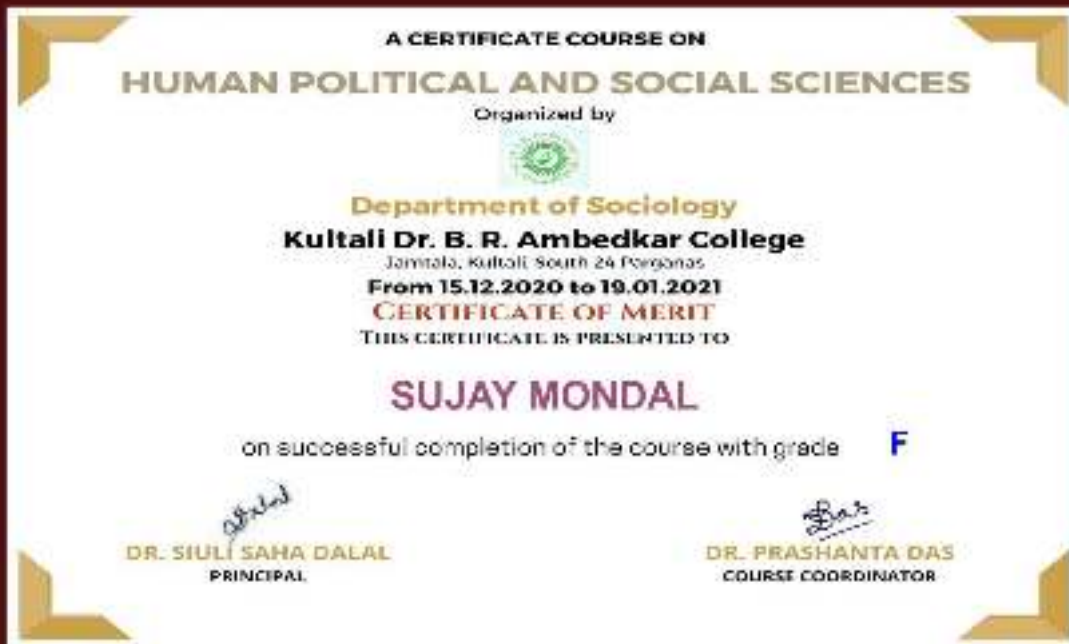 A CERTIFICATE COURSE ON
HUMAN POLITICAL AND SOCIAL SCIENCES
Organized by
Department of Sociology
Kultali Dr. B. R. Ambedkar College
Jamtala, Kultali, South 24 Parganas
From 15.12.2020 to 19.01.2021
CERTIFICATE OF MERIT
THIS CERTIFICATE IS PRESENTED TO
SUJAY MONDAL
on successful completion of the course with grade F
Das
DR. SIULI SAHA DALAL
PRINCIPAL
DR. PRASHANTA DAS
COURSE COORDINATOR